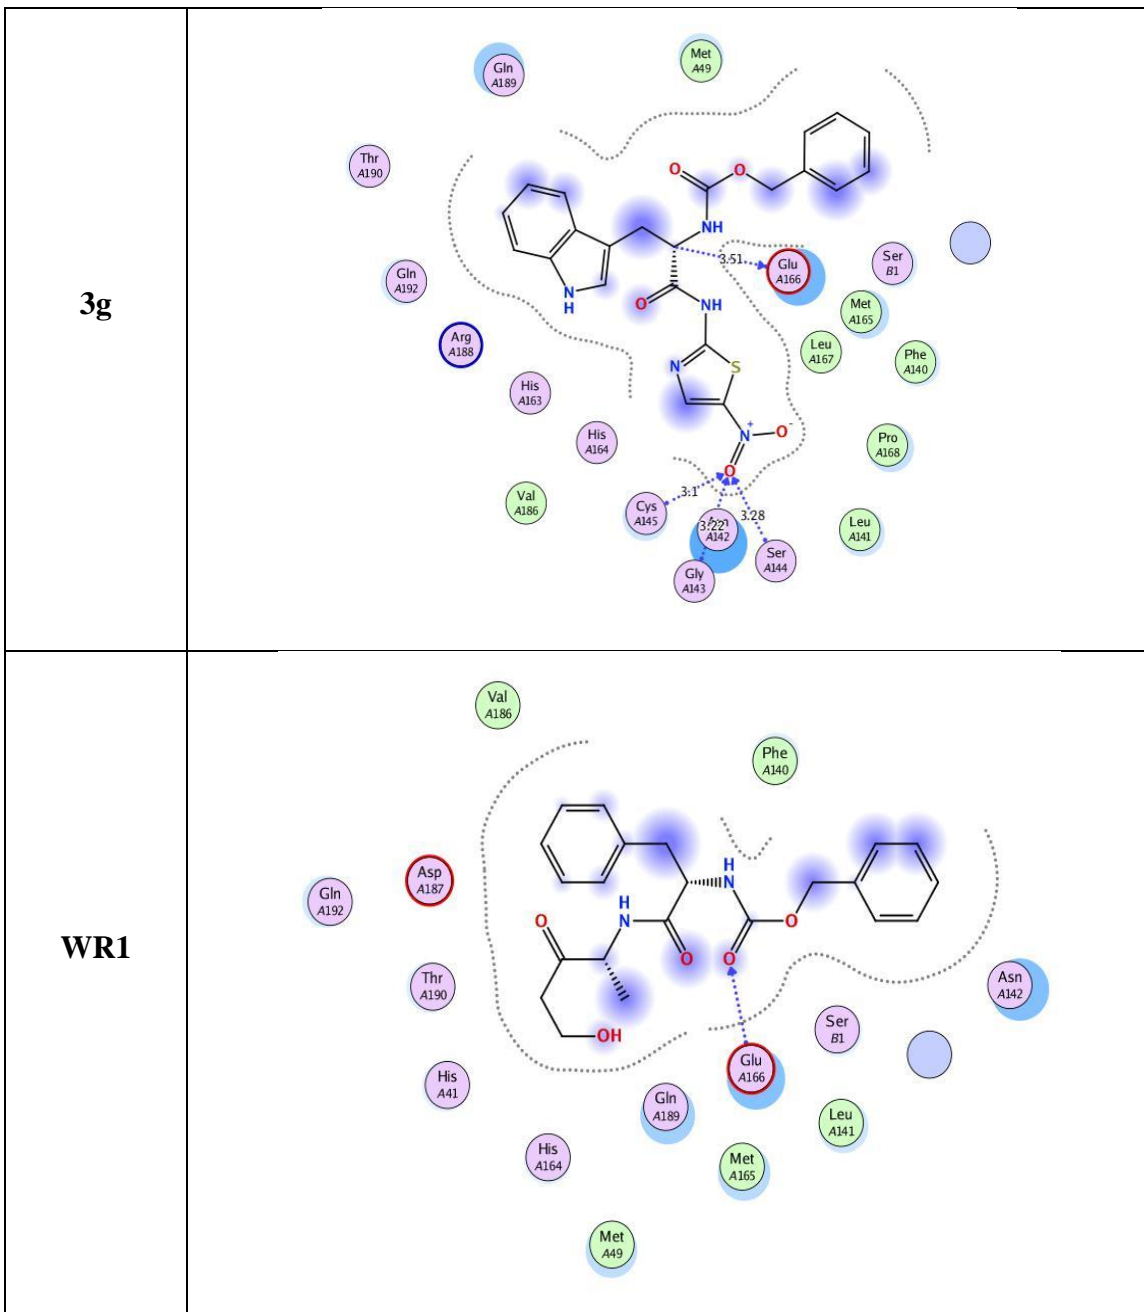 3g
Gln
A189
Met
A49
Thr
A190
O
O
NH
Gln
A192
N
H
3.51
Glu
A166
Ser
B1
O
NH
Met
A165
Arg
A188
Leu
A167
Phe
A140
N
S
His
A163
His
A164
N
+
O
-
Pro
A168
O
Val
A186
3.1
Cys
A145
3.22
A142
3.28
Leu
A141
Ser
A144
Gly
A143
WR1
Val
A186
Phe
A140
Asp
A187
Gln
A192
H
N
H
N
O
O
O
O
Thr
A190
Asn
A142
OH
Ser
B1
Glu
A166
His
A41
Gln
A189
Leu
A141
His
A164
Met
A165
Met
A49